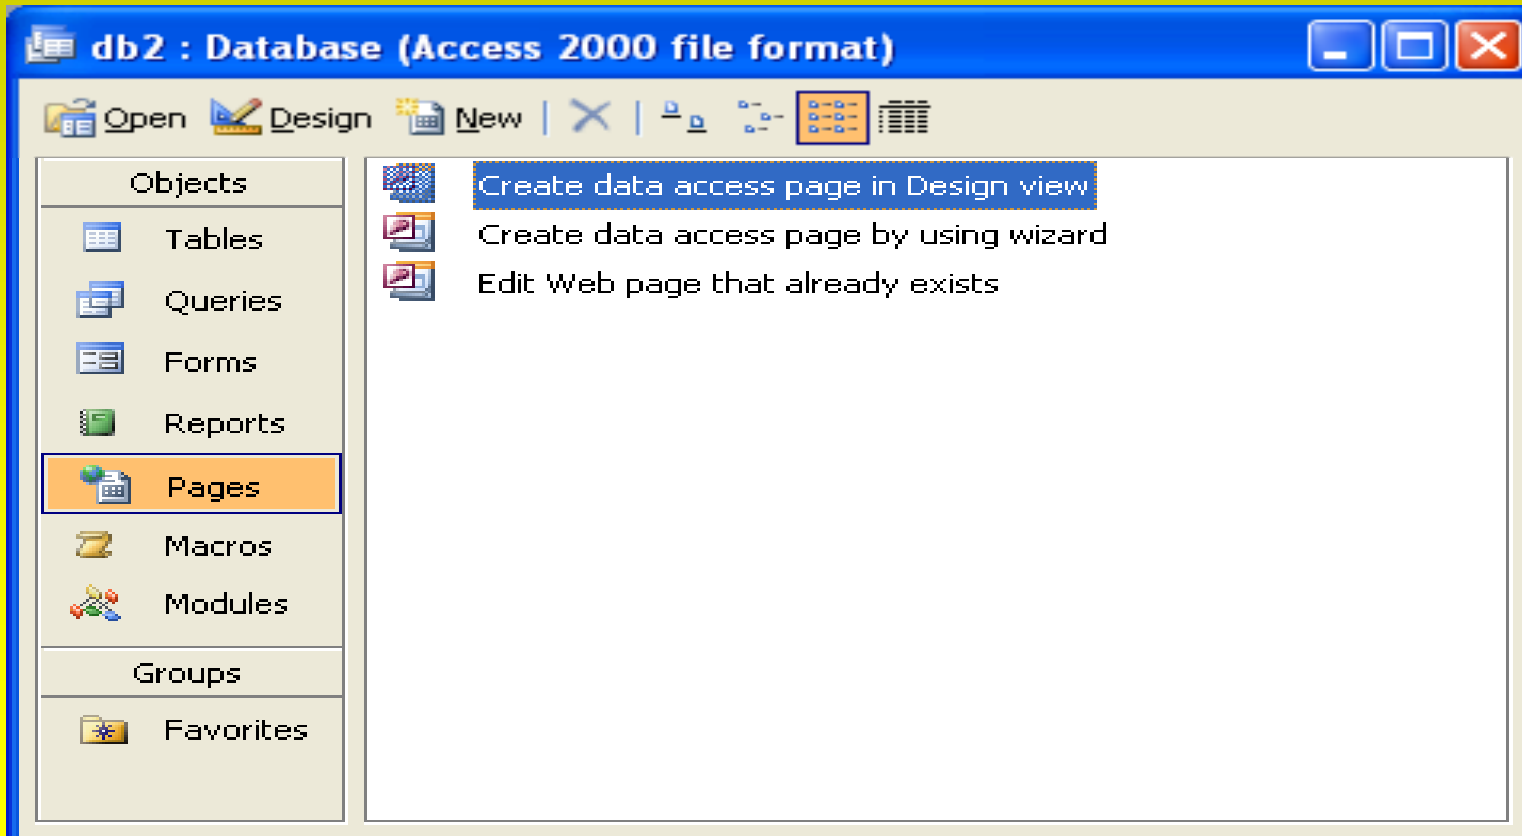 db2 : Database (Access 2000 file format)
Open Design New
Objects
Tables
Queries
Forms
Reports
Pages
Macros
Modules
Groups
Favorites
Create data access page in Design view
Create data access page by using wizard
Edit Web page that already exists